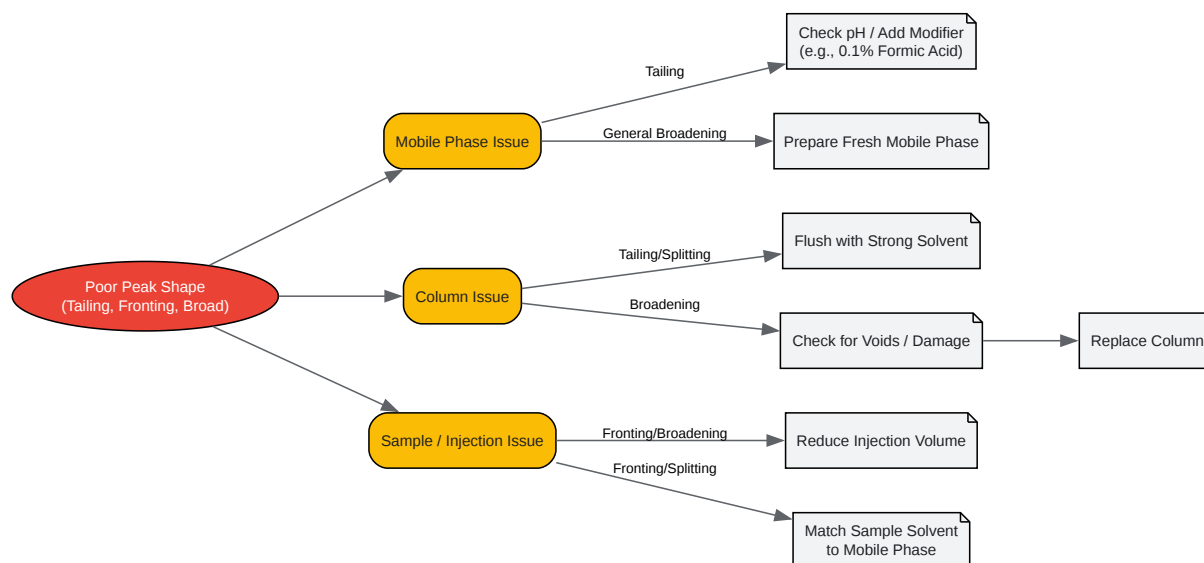 Poor Peak Shape
(Tailing, Fronting, Broad)
Mobile Phase Issue
Tailing
Check pH / Add Modifier
(e.g., 0.1% Formic Acid)
General Broadening
Prepare Fresh Mobile Phase
Column Issue
Tailing/Splitting
Flush with Strong Solvent
Broadening
Check for Voids / Damage
Replace Column
Sample / Injection Issue
Fronting/Broadening
Reduce Injection Volume
Fronting/Splitting
Match Sample Solvent
to Mobile Phase